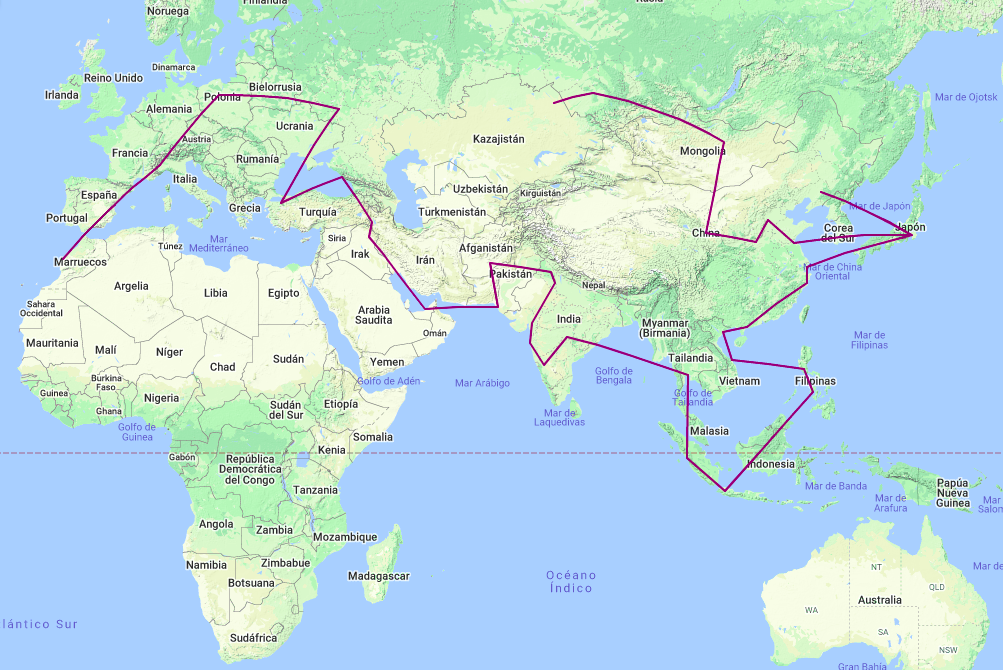 Noruega
Finlandia
Rusia
Dinamarca
Reino Unido
Irlanda
Bielorrusia
Polonia
Alemania
Mar de Ojotsk
Ucrania
Austria
Kazajistán
Francia
Mongolia
Rumanía
Italia
España
Uzbekistán
Kirguistán
Portugal
Grecia
Turquía
Türkmenistán
Mar de Japón
Japón
Corea
del Sur
China
Túnez
Mar
Mediterráneo
Siria
Irak
Irán
Afganistán
Marruecos
Pakistán
Mar de China
Oriental
Argelia
Libia
Egipto
Nepal
Sahara
Occidental
Arabia
Saudita
Omán
India
Myanmar
(Birmania)
Mar de
Filipinas
Mauritania
Malí
Níger
Chad
Sudán
Yemen
Tailandia
Burkina
Faso
Golfo de Adén
Mar Arábigo
Golfo de
Bengala
Vietnam
Filipinas
Guinea
Nigeria
Etiopía
Golfo de
Tailandia
Ghana
Sudán
del Sur
Mar de
Laquedivas
Golfo de
Guinea
Somalia
Malasia
Gabón
República
Democrática
del Congo
Kenia
Indonesia
Tanzania
Mar de Banda
Papúa
Nueva
Guinea
Mar de
Arafura
Mar
Salom
Angola
Zambia
Mozambique
Namibia
Zimbabue
Botsuana
Madagascar
Océano
Índico
NT
QLD
Mar de
Australia
WA
lántico Sur
SA
NSW
Sudáfrica
Gran Bahía